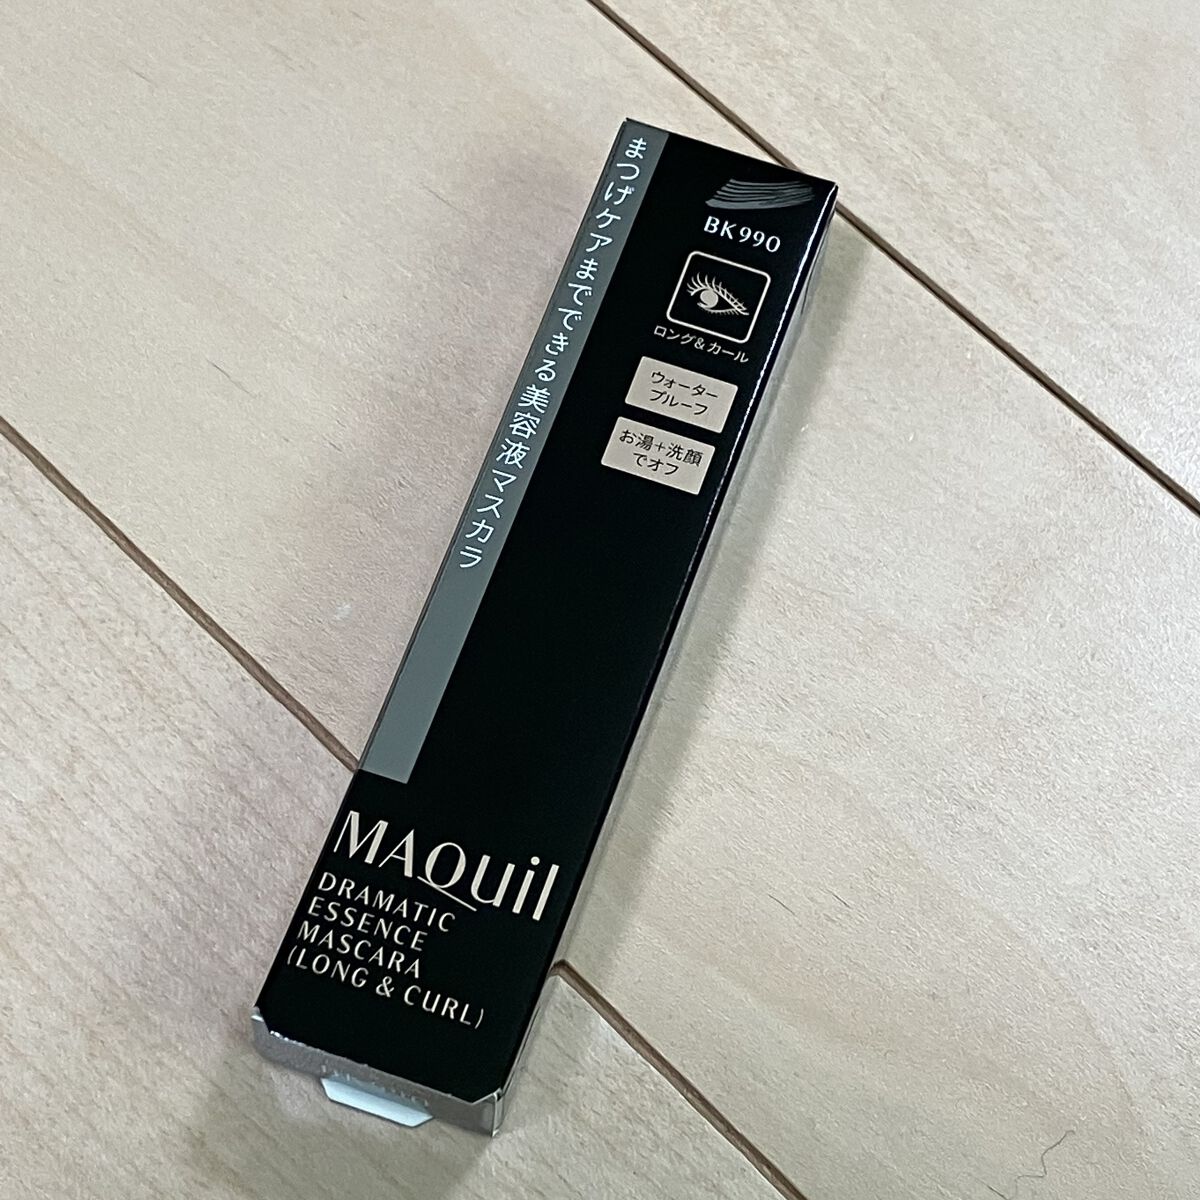 まつげケアまでできる美容液マスカラ
BK990
ロング&カール
ウォーター
プルーフ
お湯+洗顔
でオフ
MAQuil
DRAMATIC
ESSENCE
MASCARA
(LONG & CURL)